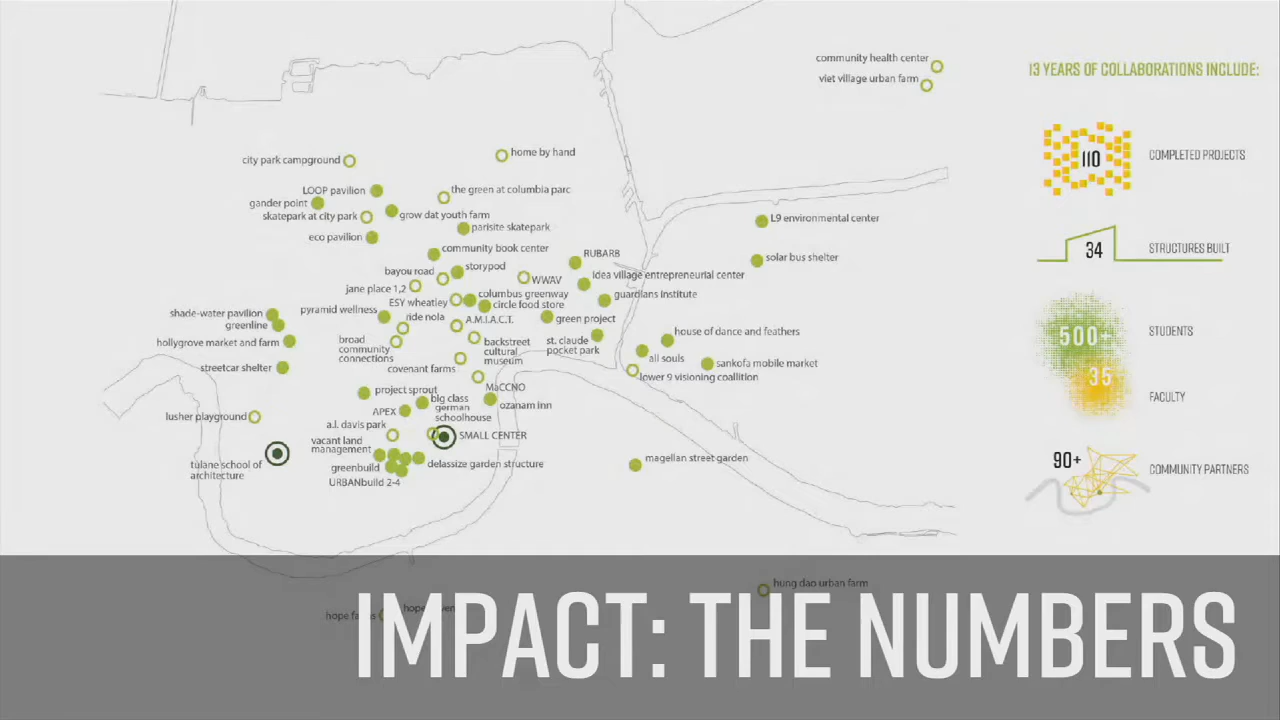 community health center
viet village urban farm
13 YEARS OF COLLABORATIONS INCLUDE:
110
COMPLETED PROJECTS
34
STRUCTURES BUILT
500+
STUDENTS
35
FACULTY
90+
COMMUNITY PARTNERS
city park campground
home by hand
LOOP pavilion
the green at columbia parc
gander point
skatepark at city park
grow dat youth farm
parisite skatepark
eco pavilion
L9 environmental center
community book center
RUBARB
solar bus shelter
bayou road
storypod
WWAV
idea village entrepreneurial center
jane place 1,2
columbus greenway
guardians institute
ESY wheatley
circle food store
pyramid wellness
ride nola
A.M.I.A.C.T.
green project
shade-water pavilion
greenline
hollygrove market and farm
broad
community
connections
backstreet
cultural
museum
st. claude
pocket park
house of dance and feathers
all souls
streetcar shelter
covenant farms
sankofa mobile market
lower 9 visioning coalition
MaCCNO
project sprout
big class
ozanam inn
APEX
german
schoolhouse
lusher playground
a.l. davis park
SMALL CENTER
vacant land
management
tulane school of
architecture
greenbuild
delassize garden structure
magellan street garden
URBANbuild 2-4
hung dao urban farm
IMPACT: THE NUMBERS